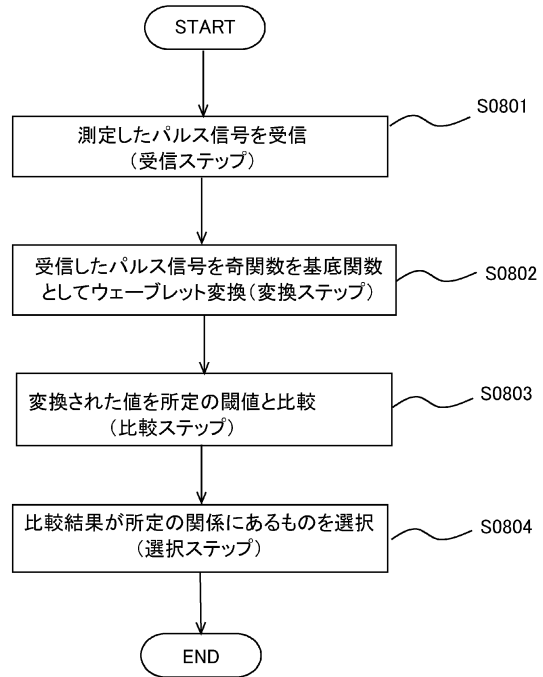 START
測定したパルス信号を受信
(受信ステップ)
S0801
受信したパルス信号を奇関数を基底関数
としてウェーブレット変換(変換ステップ)
S0802
変換された値を所定の閾値と比較
(比較ステップ)
S0803
比較結果が所定の関係にあるものを選択
(選択ステップ)
S0804
END